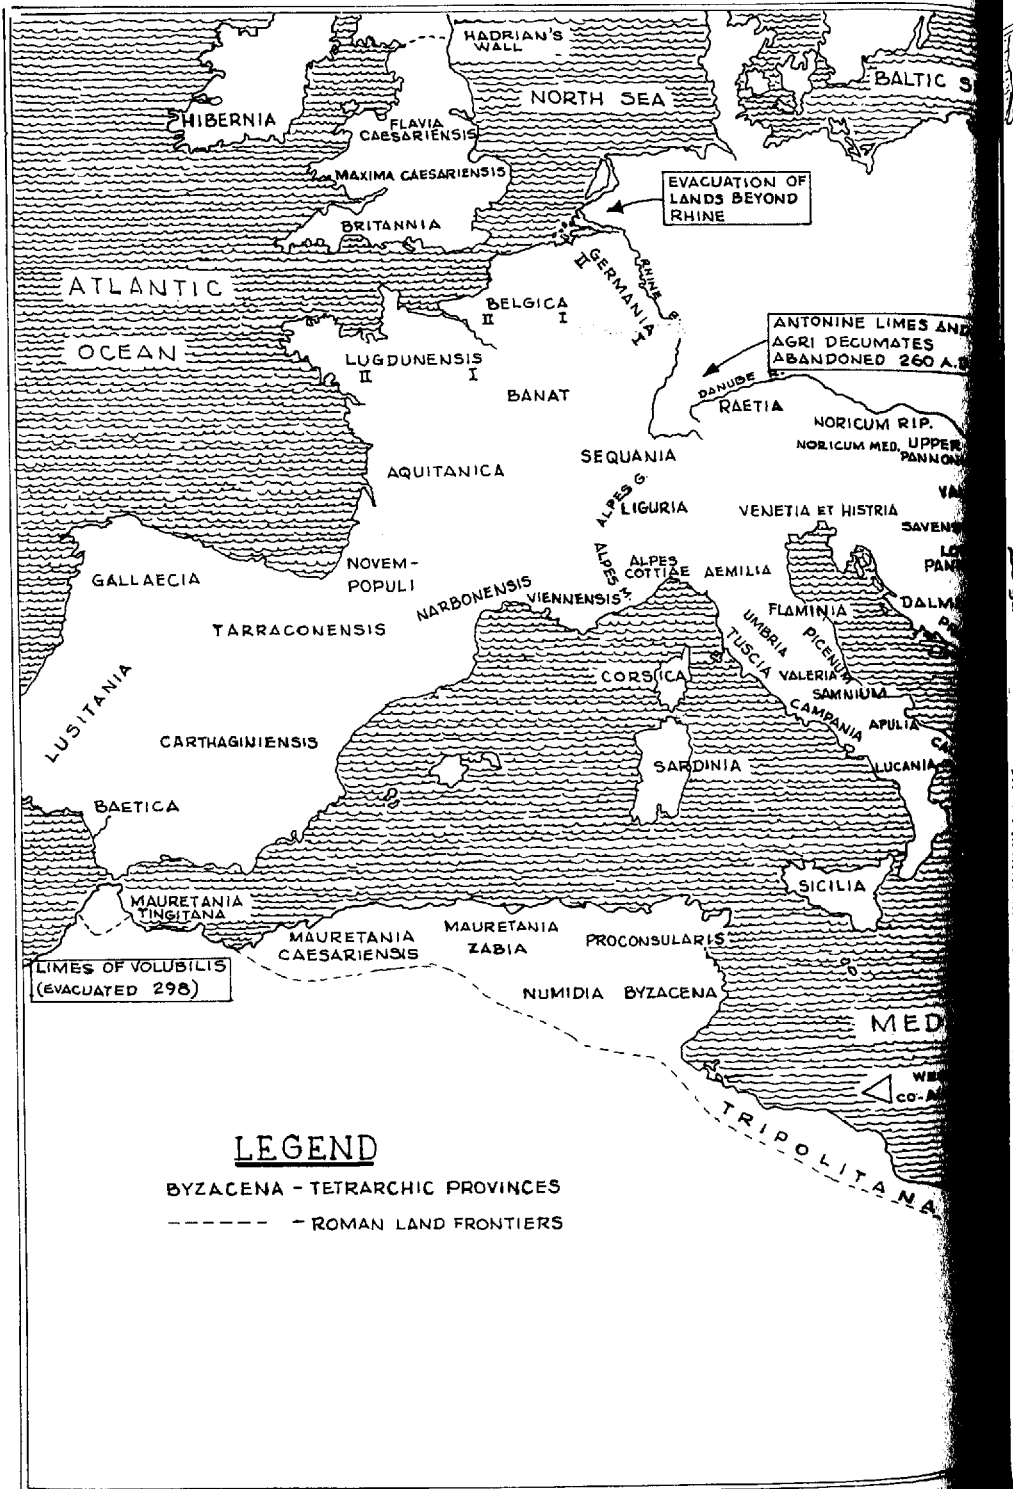 HADRIAN'S
WALL
NORTH SEA
BALTIC S
HIBERNIA
FLAVIA
CAESARIENSIS
MAXIMA CAESARIENSIS
BRITANNIA
EVACUATION OF
LANDS BEYOND
RHINE
ATLANTIC
OCEAN
GERMANIA
II
I
RHINE R.
BELGICA
II I
LUGDUNENSIS
II I
ANTONINE LIMES AND
AGRI DECUMATES
ABANDONED 260 A.D
DANUBE R.
RAETIA
BANAT
NORICUM RIP.
NORICUM MED.
UPPER
PANNON
SEQUANIA
AQUITANICA
ALPES G.
LIGURIA
VENETIA ET HISTRIA
SAVENS
GALLAECIA
NOVEM-
POPULI
ALPES M.
ALPES
COTTIAE
AEMILIA
NARBONENSIS
VIENNENSIS
FLAMINIA
DALM
TARRACONENSIS
UMBRIA
TUSCIA
PICENUM
CORSICA
VALERIA
SAMNIUM
LUSITANIA
CAMPANIA
APULIA
CARTHAGINIENSIS
SARDINIA
LUCANIA
BAETICA
SICILIA
MAURETANIA
TINGITANA
MAURETANIA
CAESARIENSIS
MAURETANIA
ZABIA
PROCONSULARIS
LIMES OF VOLUBILIS
(EVACUATED 298)
NUMIDIA
BYZACENA
MED
CO-A
TRIPOLITANA
LEGEND
BYZACENA - TETRARCHIC PROVINCES
------- - ROMAN LAND FRONTIERS